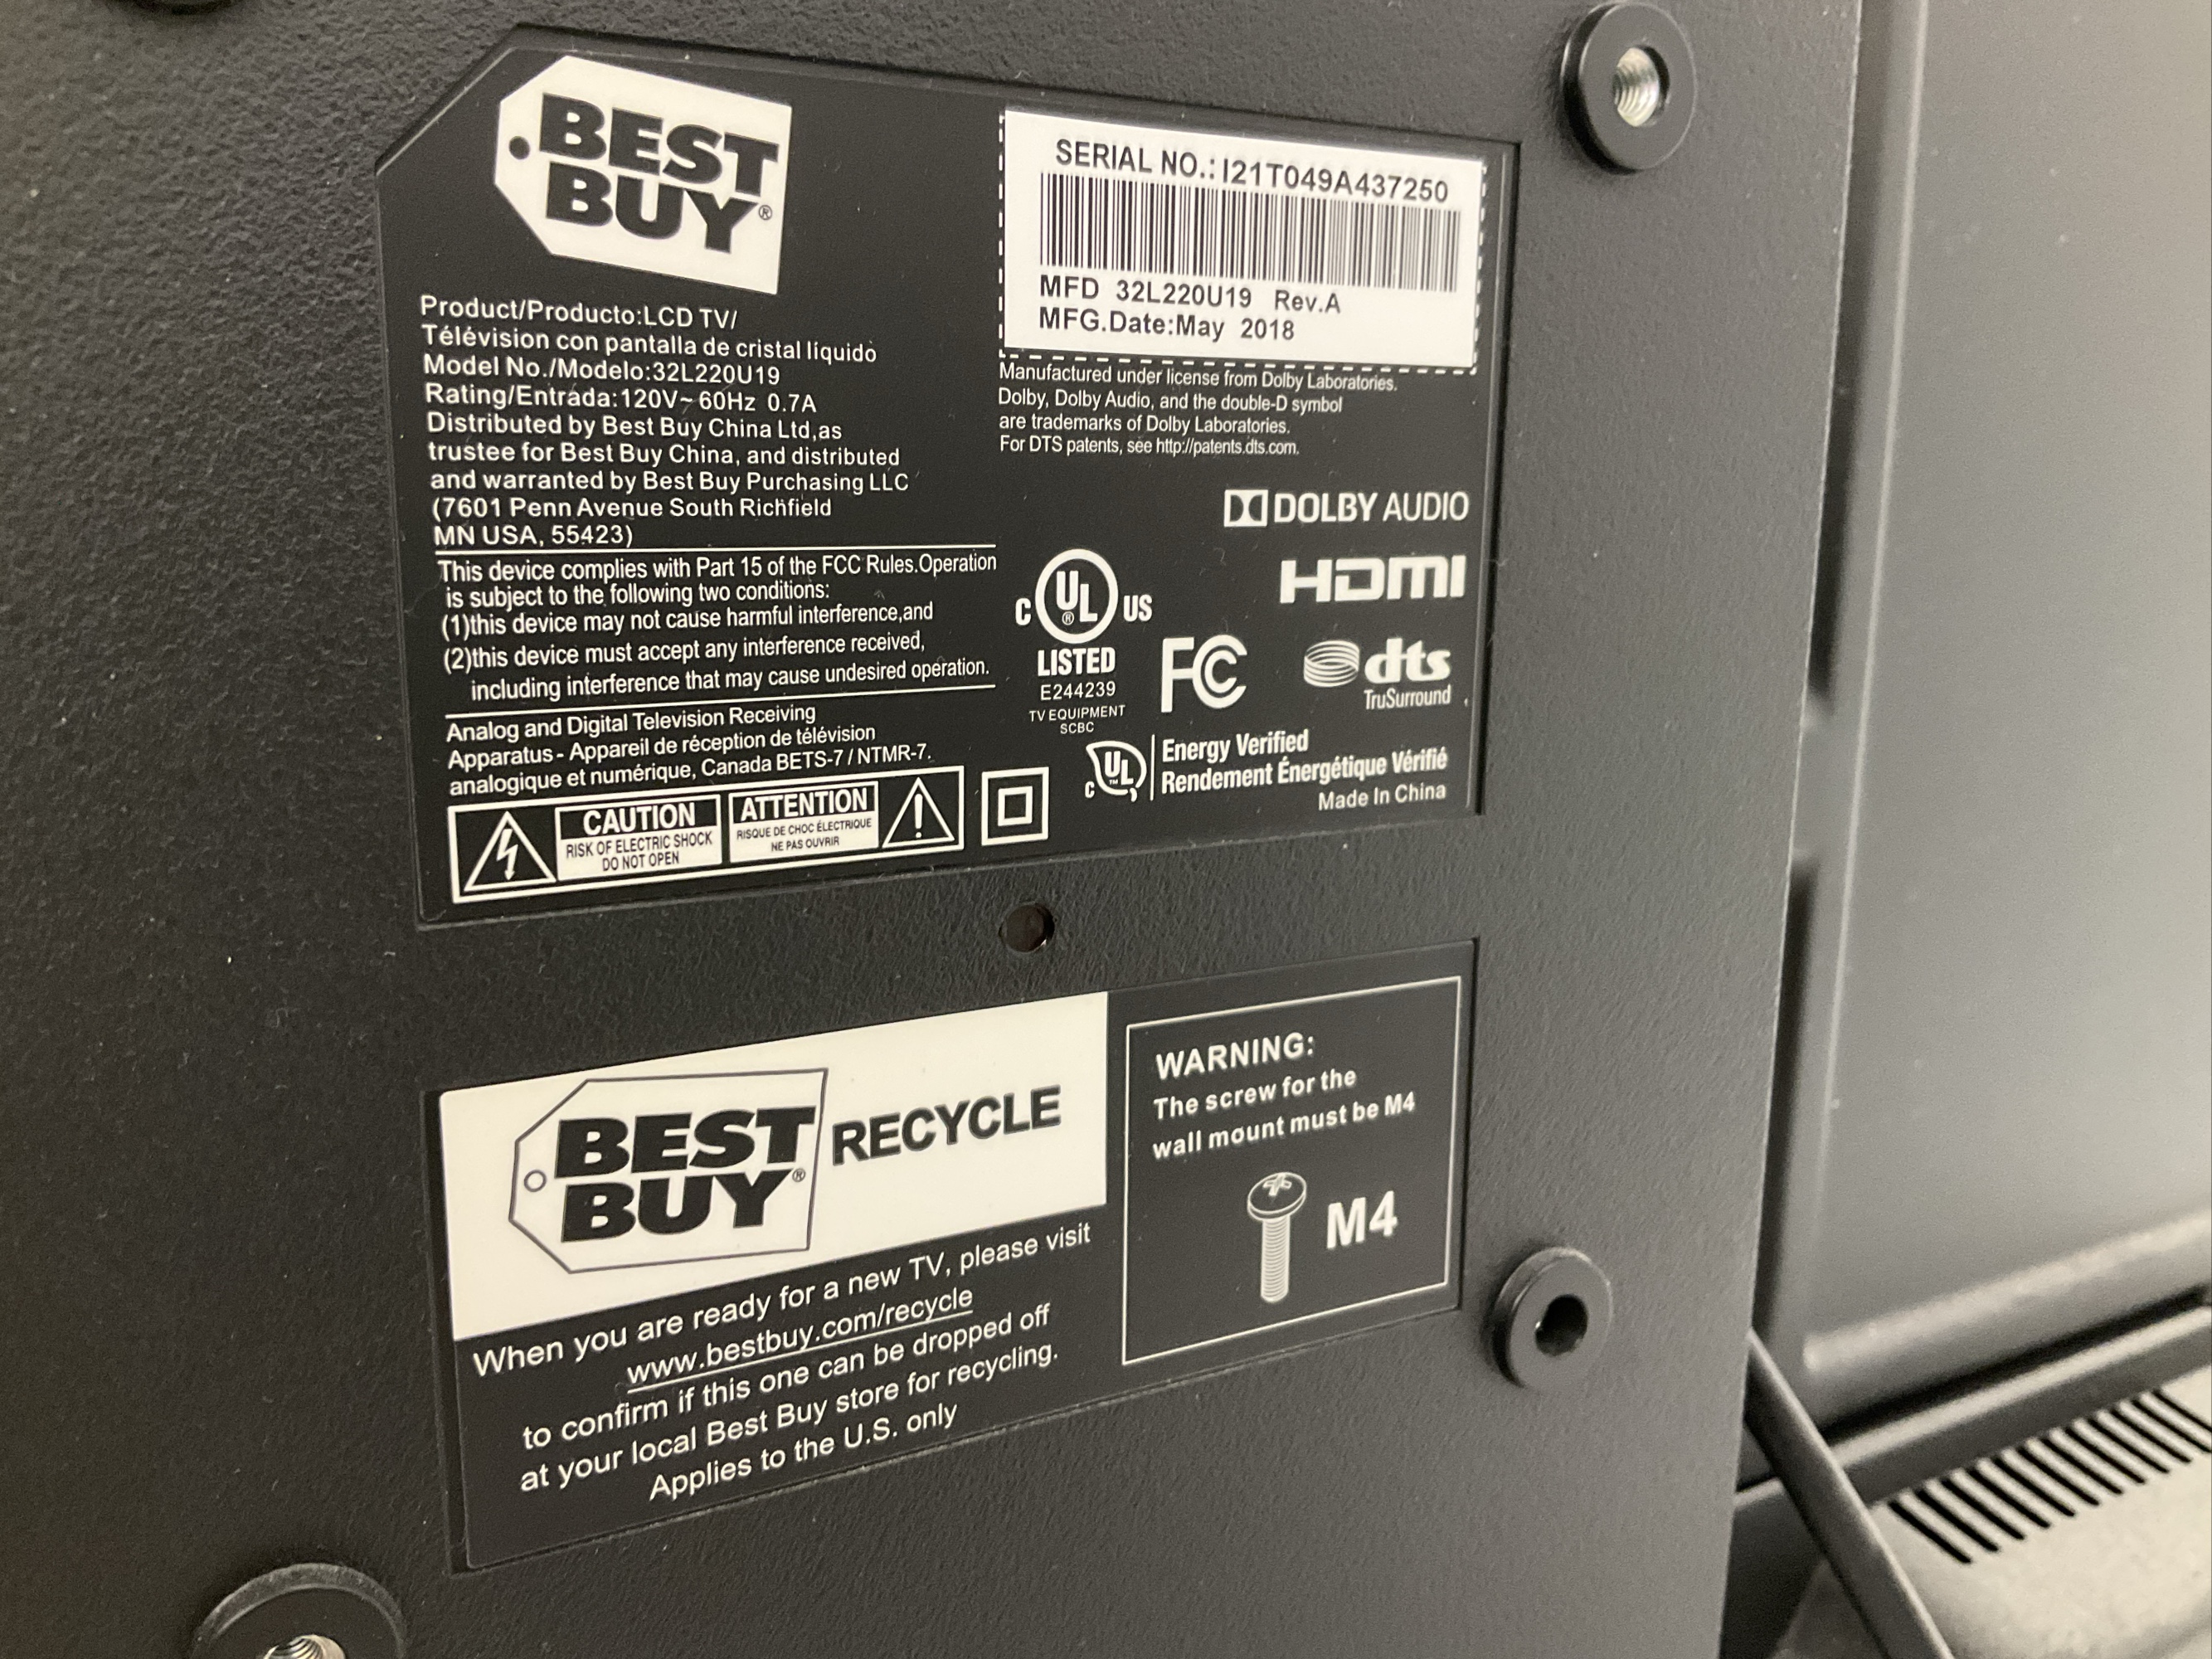 BEST
BUY®
Product/Producto:LCD TV/
Télévision con pantalla de cristal líquido
Model No./Modelo:32L220U19
Rating/Entrada:120V~60Hz 0.7A
Distributed by Best Buy China Ltd,as
trustee for Best Buy China, and distributed
and warranted by Best Buy Purchasing LLC
(7601 Penn Avenue South Richfield
MN USA, 55423)
This device complies with Part 15 of the FCC Rules.Operation
is subject to the following two conditions:
(1)this device may not cause harmful interference,and
(2)this device must accept any interference received,
including interference that may cause undesired operation.
Analog and Digital Television Receiving
Apparatus - Appareil de réception de télévision
analogique et numérique, Canada BETS-7 / NTMR-7.
CAUTION
RISK OF ELECTRIC SHOCK
DO NOT OPEN
ATTENTION
RISQUE DE CHOC ÉLECTRIQUE
NE PAS OUVRIR
SERIAL NO.: I21T049A437250
MFD 32L220U19 Rev.A
MFG.Date:May 2018
Manufactured under license from Dolby Laboratories.
Dolby, Dolby Audio, and the double-D symbol
are trademarks of Dolby Laboratories.
For DTS patents, see http://patents.dts.com.
DOLBY AUDIO
HDMI
C UL® US
LISTED
E244239
TV EQUIPMENT
SCBC
FC
dts
TruSurround
C UL™
Energy Verified
Rendement Énergétique Vérifié
Made In China
BEST
BUY®
RECYCLE
When you are ready for a new TV, please visit
www.bestbuy.com/recycle
to confirm if this one can be dropped off
at your local Best Buy store for recycling.
Applies to the U.S. only
WARNING:
The screw for the
wall mount must be M4
M4